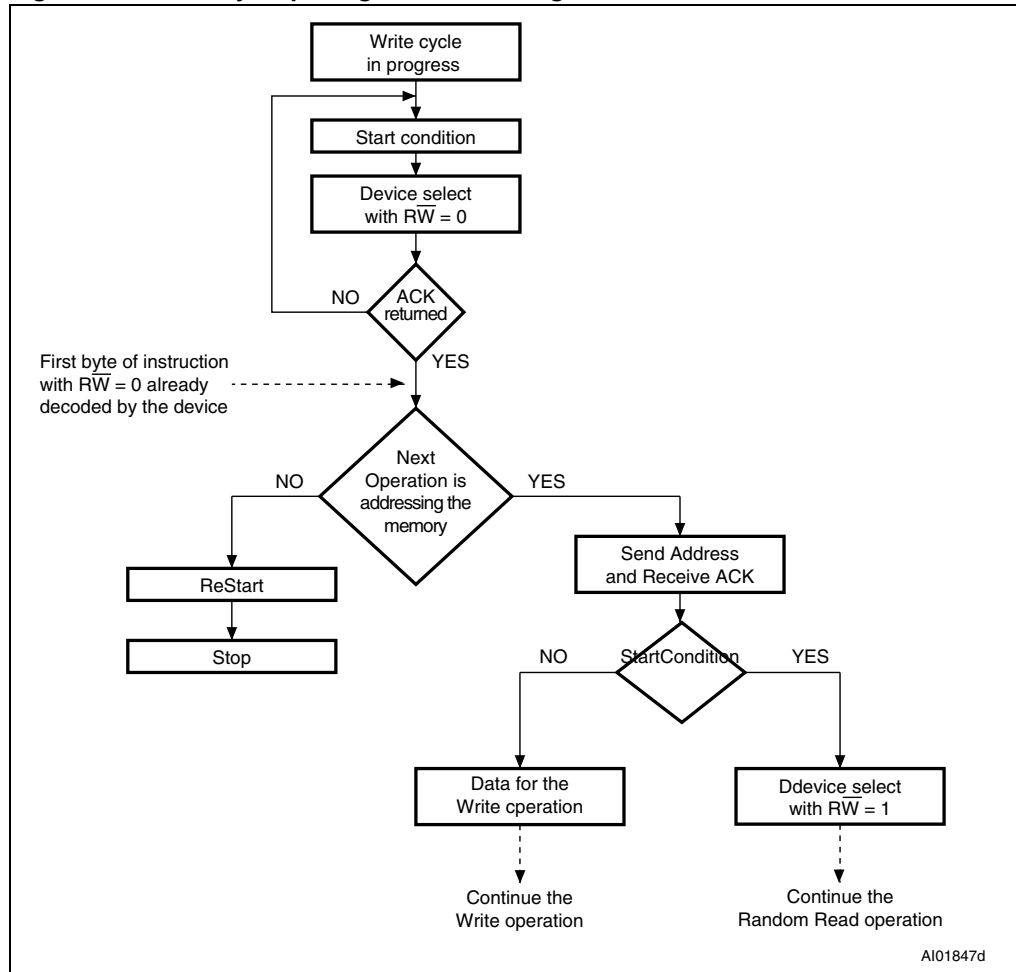 Write cycle
in progress
Start condition
Device select
with RW̅ = 0
NO
ACK
returned
YES
First byte of instruction
with RW̅ = 0 already
decoded by the device
NO
Next
Operation is
addressing the
memory
YES
Send Address
and Receive ACK
ReStart
Stop
NO
StartCondition
YES
Data for the
Write cperation
Ddevice select
with RW̅ = 1
Continue the
Write operation
Continue the
Random Read operation
AI01847d